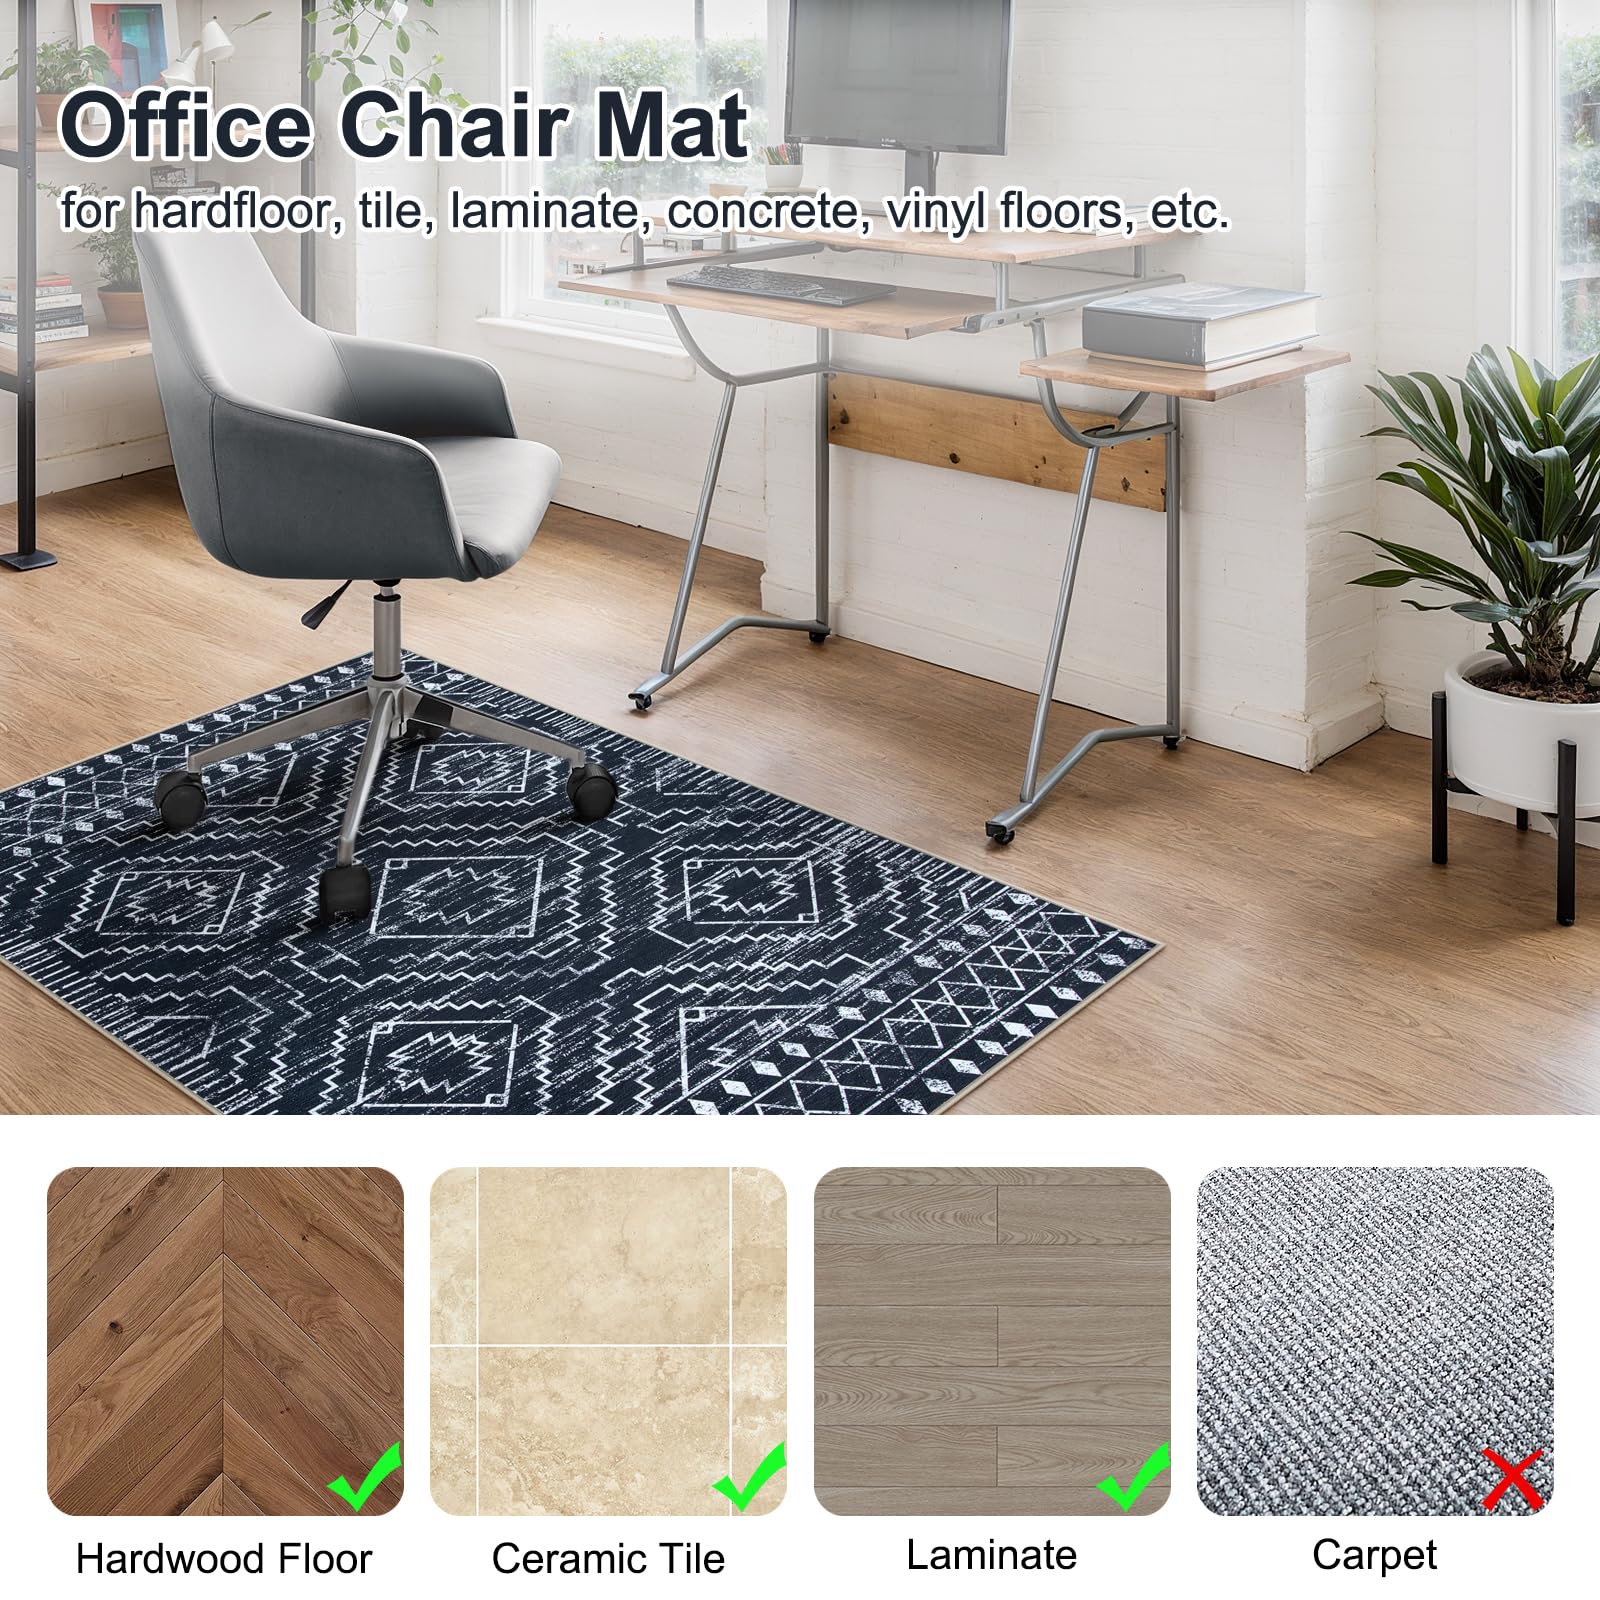 Office Chair Mat
for hardfloor, tile, laminate, concrete, vinyl floors, etc.
Hardwood Floor
Ceramic Tile
Laminate
Carpet